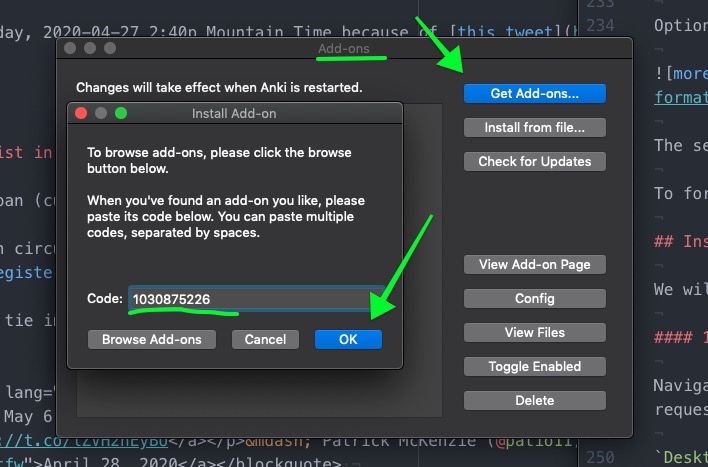 day, 2020-04-27 2:40p Mountain Time because of [this tweet](h
233
234
Option
Add-ons
Changes will take effect when Anki is restarted.
Get Add-ons...
![more
format
Install Add-on
Install from file...
To browse add-ons, please click the browse
button below.
Check for Updates
The se
ist in
When you've found an add-on you like, please
paste its code below. You can paste multiple
codes, separated by spaces.
To for
pan (cu
## Ins
n circu
egister
View Add-on Page
We wil
Code: 1030875226
Config
tie in
Browse Add-ons
Cancel
OK
View Files
#### 1
Toggle Enabled
lang="
Naviga
May 6
Delete
reques
</a></p>&mdash; Patrick McKenzie (@patio11
250
`Deskt
fw">April 28, 2020</a></blockquote>